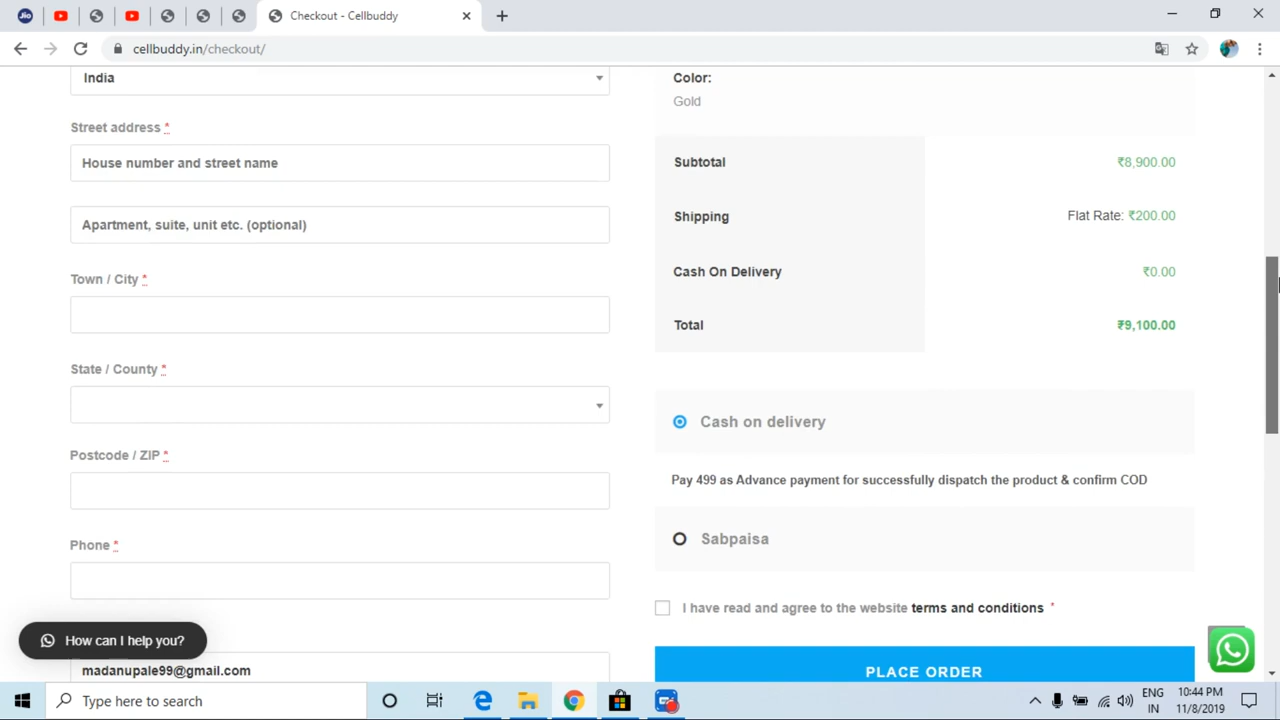 Jio
Checkout - Cellbuddy
cellbuddy.in/checkout/
India
Street address *
House number and street name
Apartment, suite, unit etc. (optional)
Town / City *
State / County *
Postcode / ZIP *
Phone *
How can I help you?
madanupale99@gmail.com
Color:
Gold
Subtotal ₹8,900.00
Shipping Flat Rate: ₹200.00
Cash On Delivery ₹0.00
Total ₹9,100.00
Cash on delivery
Pay 499 as Advance payment for successfully dispatch the product & confirm COD
Sabpaisa
I have read and agree to the website terms and conditions *
PLACE ORDER
Type here to search
ENG
IN
10:44 PM
11/8/2019